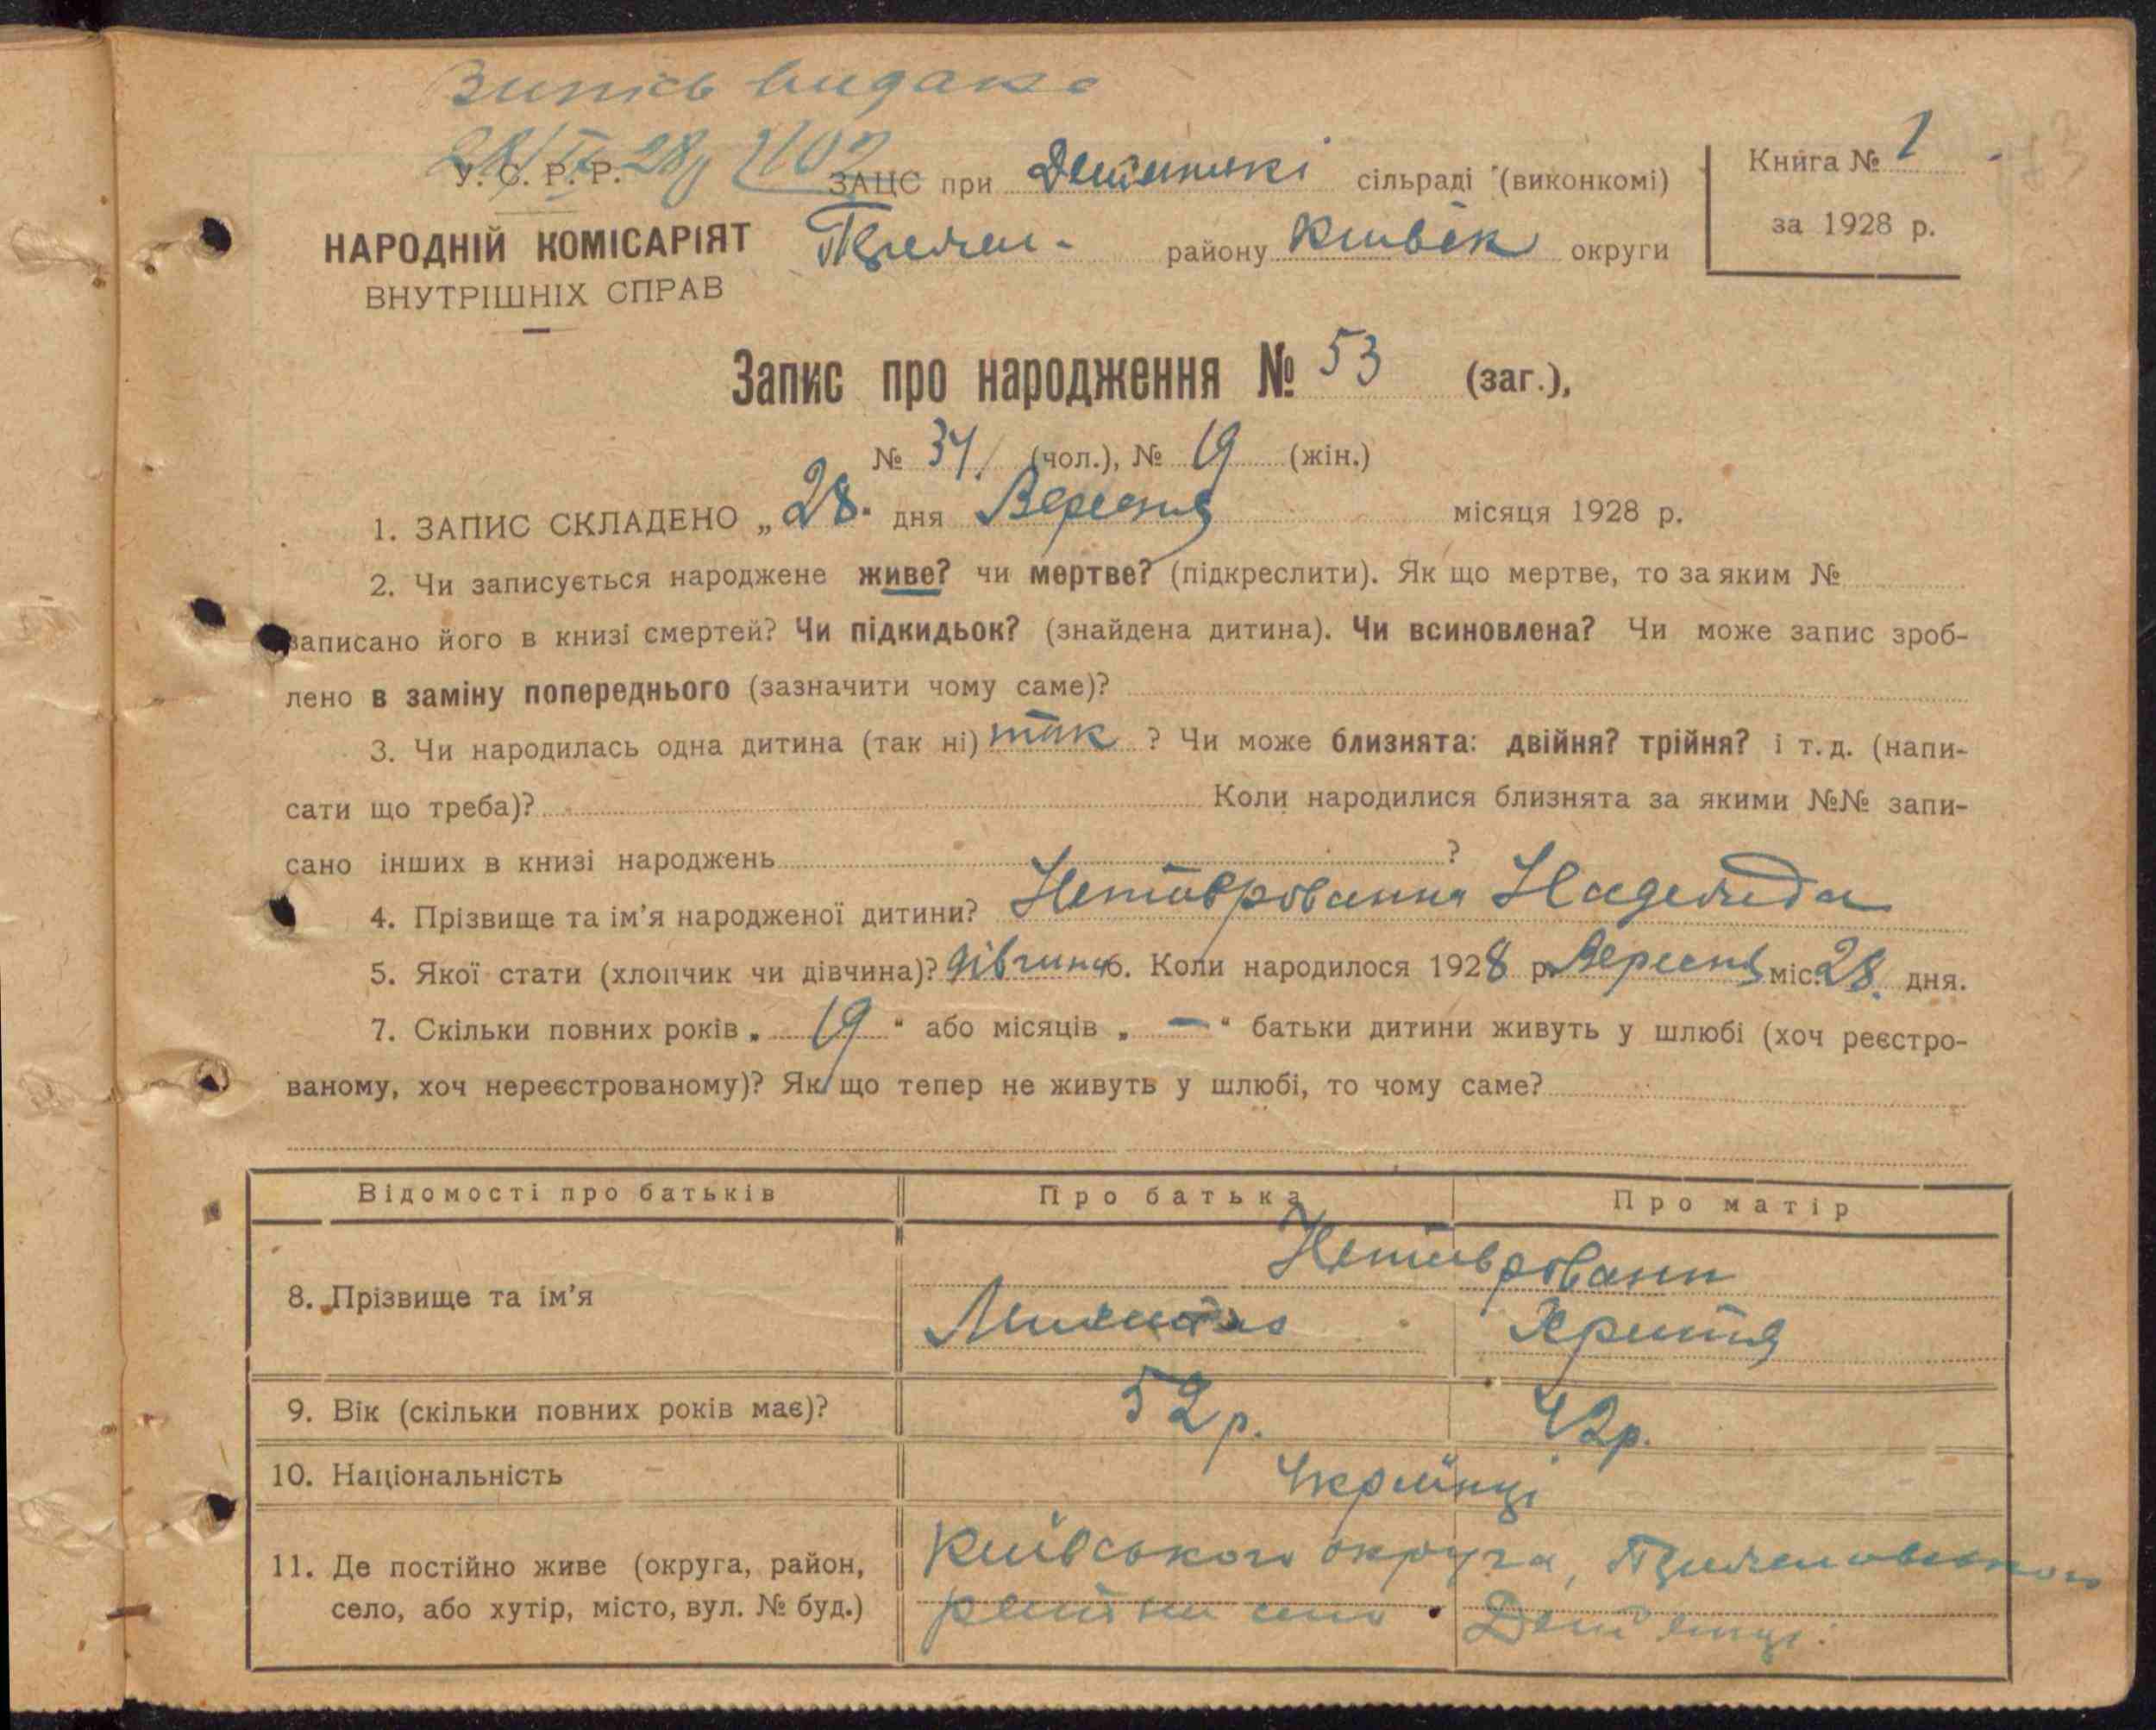 Випись видано
28/IX 28р 2102
У. С. Р. Р. ЗАЦС при сільраді (виконкомі) Книга № 1
НАРОДНІЙ КОМІСАРІЯТ району Київськ округи за 1928 р.
ВНУТРІШНІХ СПРАВ
Запис про народження № 53 (заг.),
№ 34 (чол.), № 19 (жін.)
1. ЗАПИС СКЛАДЕНО „28" дня Вересня місяця 1928 р.
2. Чи записується народжене живе? чи мертве? (підкреслити). Як що мертве, то за яким №
записано його в книзі смертей? Чи підкидьок? (знайдена дитина). Чи всиновлена? Чи може запис зроб-
лено в заміну попереднього (зазначити чому саме)?
3. Чи народилась одна дитина (так ні) так ? Чи може близнята: двійня? трійня? і т. д. (напи-
сати що треба)? Коли народилися близнята за якими №№ запи-
сано інших в книзі народжень ?
4. Прізвище та ім'я народженої дитини? Надежда
5. Якої стати (хлопчик чи дівчина)? дівчина 6. Коли народилося 1928 р. Вересня міс. 28 дня.
7. Скільки повних років „ 19 " або місяців „ — " батьки дитини живуть у шлюбі (хоч реєстро-
ваному, хоч нереєстрованому)? Як що тепер не живуть у шлюбі, то чому саме?
Відомості про батьків Про батька Про матір
8. Прізвище та ім'я
Христя
9. Вік (скільки повних років має)? 52 р. 42 р.
10. Національність Українці
11. Де постійно живе (округа, район, Київського округа,
село, або хутір, місто, вул. № буд.) района село